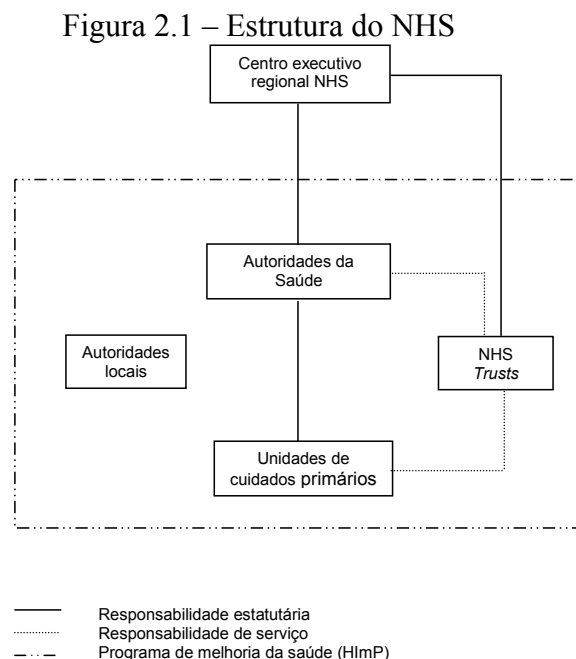 Figura 2.1 – Estrutura do NHS
Centro executivo
regional NHS
Autoridades da
Saúde
Autoridades
locais
NHS
Trusts
Unidades de
cuidados primários
Responsabilidade estatutária
Responsabilidade de serviço
Programa de melhoria da saúde (HImP)